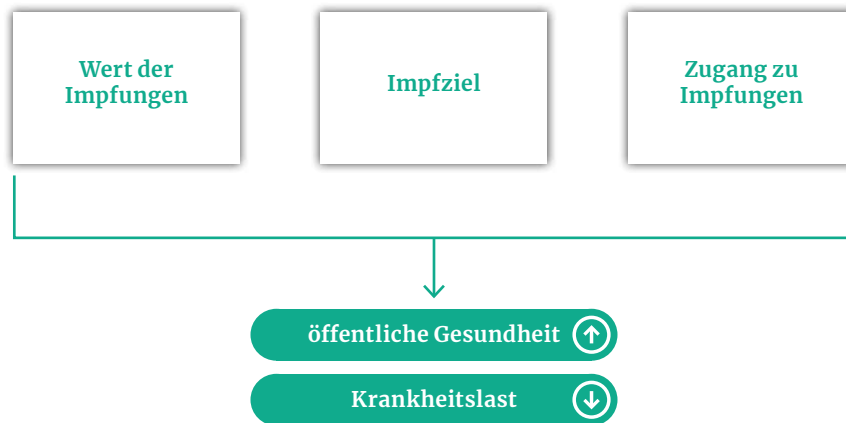 Wert der
Impfungen
Impfziel
Zugang zu
Impfungen
öffentliche Gesundheit
Krankheitslast